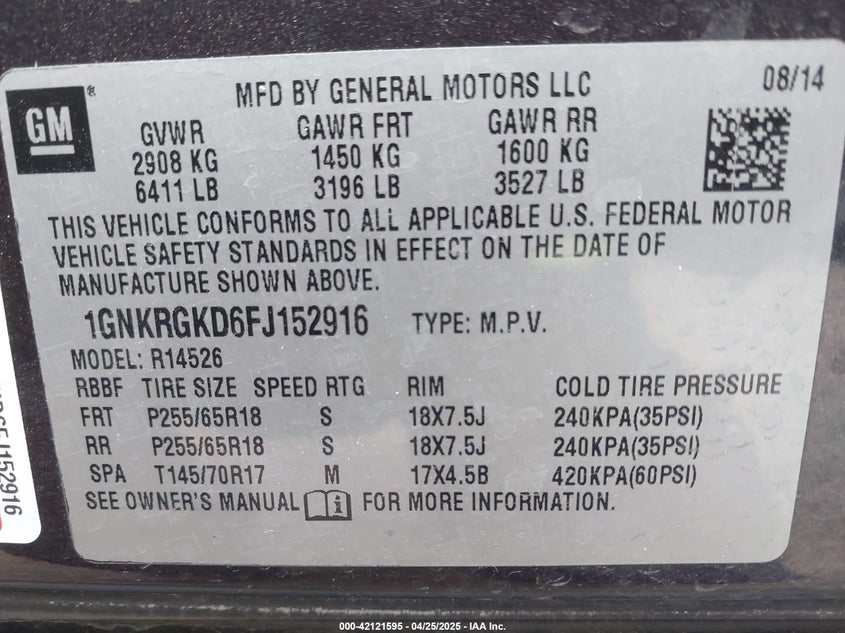 MFD BY GENERAL MOTORS LLC 08/14
GM
GVWR GAWR FRT GAWR RR
2908 KG 1450 KG 1600 KG
6411 LB 3196 LB 3527 LB
THIS VEHICLE CONFORMS TO ALL APPLICABLE U.S. FEDERAL MOTOR
VEHICLE SAFETY STANDARDS IN EFFECT ON THE DATE OF
MANUFACTURE SHOWN ABOVE.
1GNKRGKD6FJ152916 TYPE: M.P.V.
MODEL: R14526
RBBF TIRE SIZE SPEED RTG RIM COLD TIRE PRESSURE
FRT P255/65R18 S 18X7.5J 240KPA(35PSI)
RR P255/65R18 S 18X7.5J 240KPA(35PSI)
SPA T145/70R17 M 17X4.5B 420KPA(60PSI)
SEE OWNER'S MANUAL i FOR MORE INFORMATION.
000-42121595 - 04/25/2025 - IAA Inc.